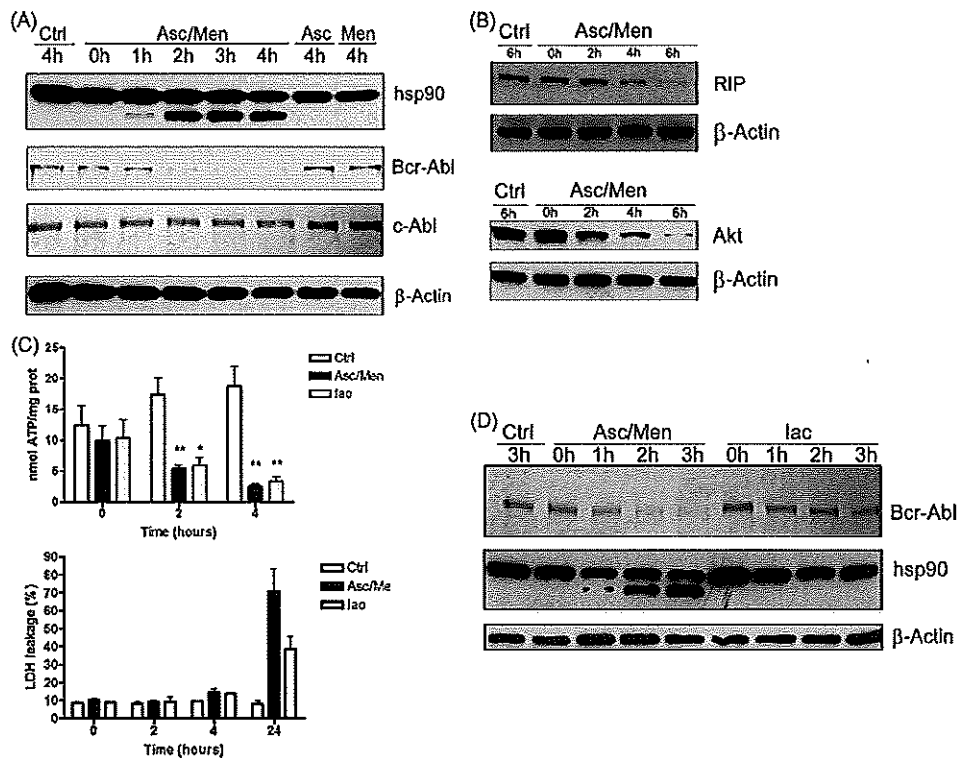 (A)
Ctrl Asc/Men Asc Men
4h 0h 1h 2h 3h 4h 4h 4h
hsp90
Bcr-Abl
c-Abl
β-Actin
(B)
Ctrl Asc/Men
6h 0h 2h 4h 6h
RIP
β-Actin
Ctrl Asc/Men
6h 0h 2h 4h 6h
Akt
β-Actin
(C)
nmol ATP/mg prot
25
20
15
10
5
0
** * ** **
0 2 4
Time (hours)
Ctrl
Asc/Men
Iao
LDH leakage (%)
90
80
70
60
50
40
30
20
10
0
0 2 4 24
Time (hours)
Ctrl
Asc/Me
Iao
(D)
Ctrl Asc/Men Iac
3h 0h 1h 2h 3h 0h 1h 2h 3h
Bcr-Abl
hsp90
β-Actin